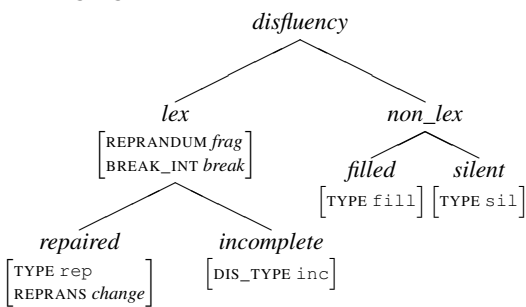 disfluency
lex non_lex
REPRANDUM frag
BREAK_INT break
filled silent
TYPE fill TYPE sil
repaired incomplete
TYPE rep DIS_TYPE inc
REPRANS change